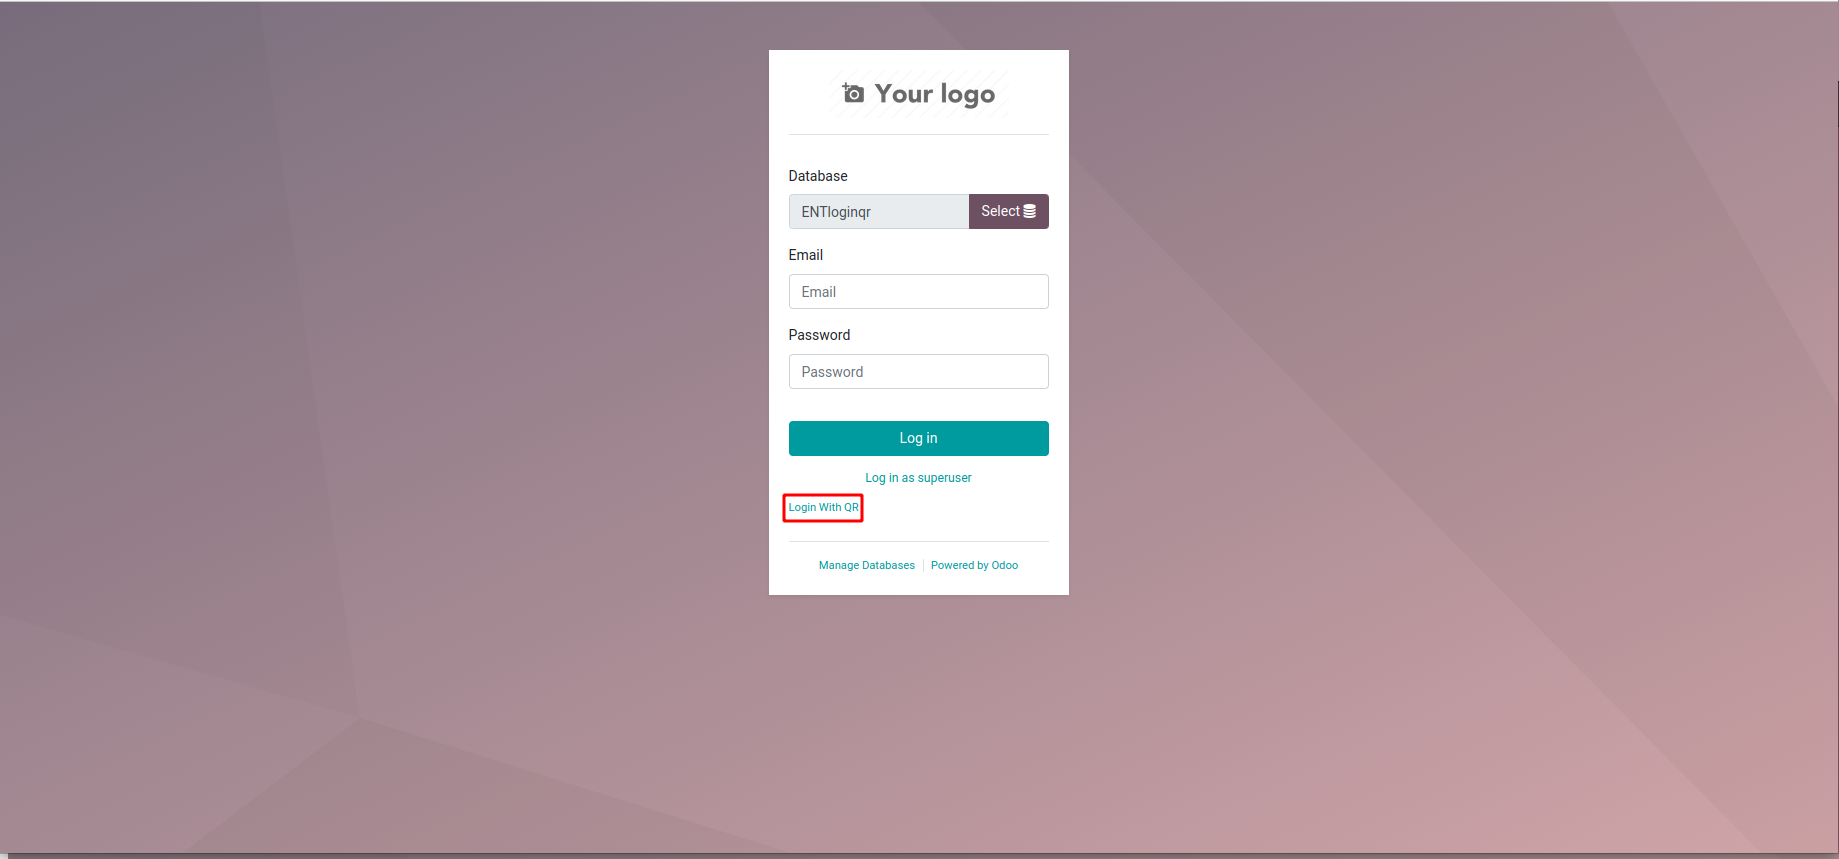 Your logo
Database
ENTloginqr
Select
Email
Email
Password
Password
Log in
Log in as superuser
Login With QR
Manage Databases | Powered by Odoo